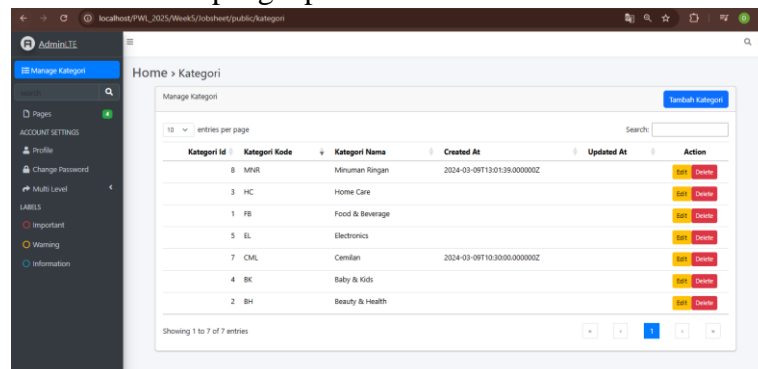 localhost/PWL_2025/Week5/Jobsheet/public/kategori
AdminLTE
Manage Kategori
search
Pages 4
ACCOUNT SETTINGS
Profile
Change Password
Multi Level
LABELS
Important
Warning
Information
Home › Kategori
Manage Kategori
Tambah Kategori
10 entries per page
Search:
Kategori Id Kategori Kode Kategori Nama Created At Updated At Action
8 MNR Minuman Ringan 2024-03-09T13:01:39.000000Z Edit Delete
3 HC Home Care Edit Delete
1 FB Food & Beverage Edit Delete
5 EL Electronics Edit Delete
7 CML Cemilan 2024-03-09T10:30:00.000000Z Edit Delete
4 BK Baby & Kids Edit Delete
2 BH Beauty & Health Edit Delete
Showing 1 to 7 of 7 entries
« ‹ 1 › »